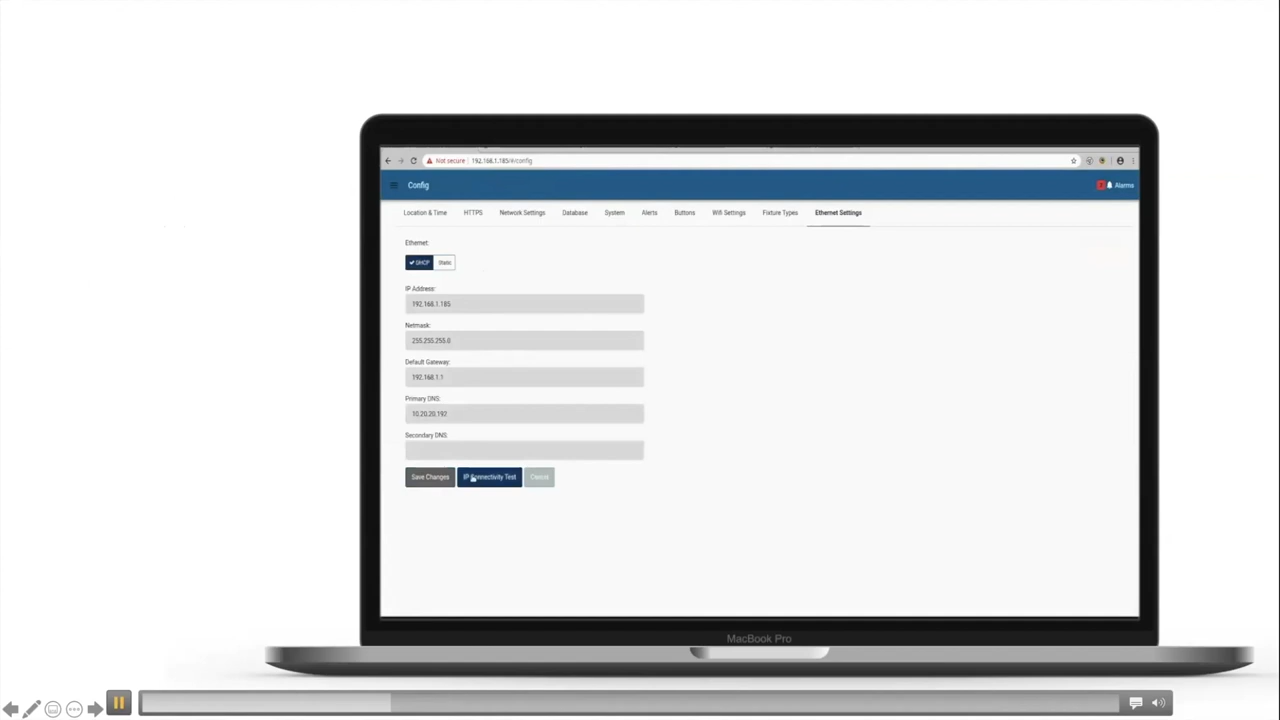 Not secure 192.168.1.185/#/config
Config
Alarms
Location & Time HTTPS Network Settings Database System Alerts Buttons Wifi Settings Fixture Types Ethernet Settings
Ethernet:
DHCP Static
IP Address:
192.168.1.185
Netmask:
255.255.255.0
Default Gateway:
192.168.1.1
Primary DNS:
10.20.20.192
Secondary DNS:
Save Changes IP Connectivity Test Cancel
MacBook Pro